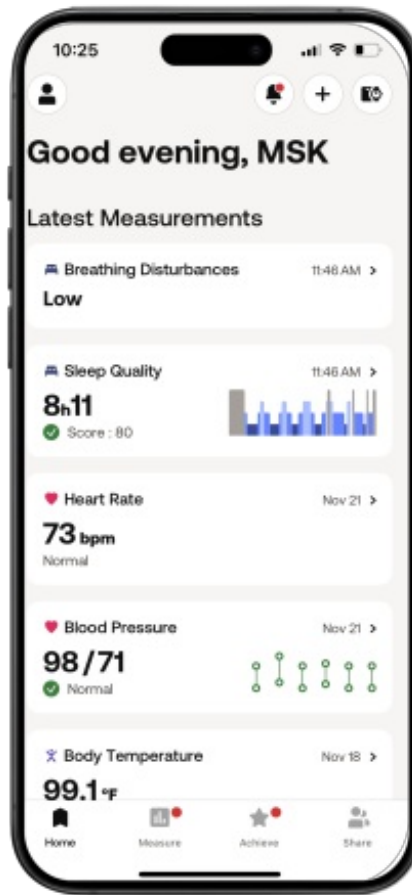 10:25
Good evening, MSK
Latest Measurements
Breathing Disturbances 11:46 AM >
Low
Sleep Quality 11:46 AM >
8h11
Score : 80
Heart Rate Nov 21 >
73 bpm
Normal
Blood Pressure Nov 21 >
98/71
Normal
Body Temperature Nov 18 >
99.1°F
Home Measure Achieve Share